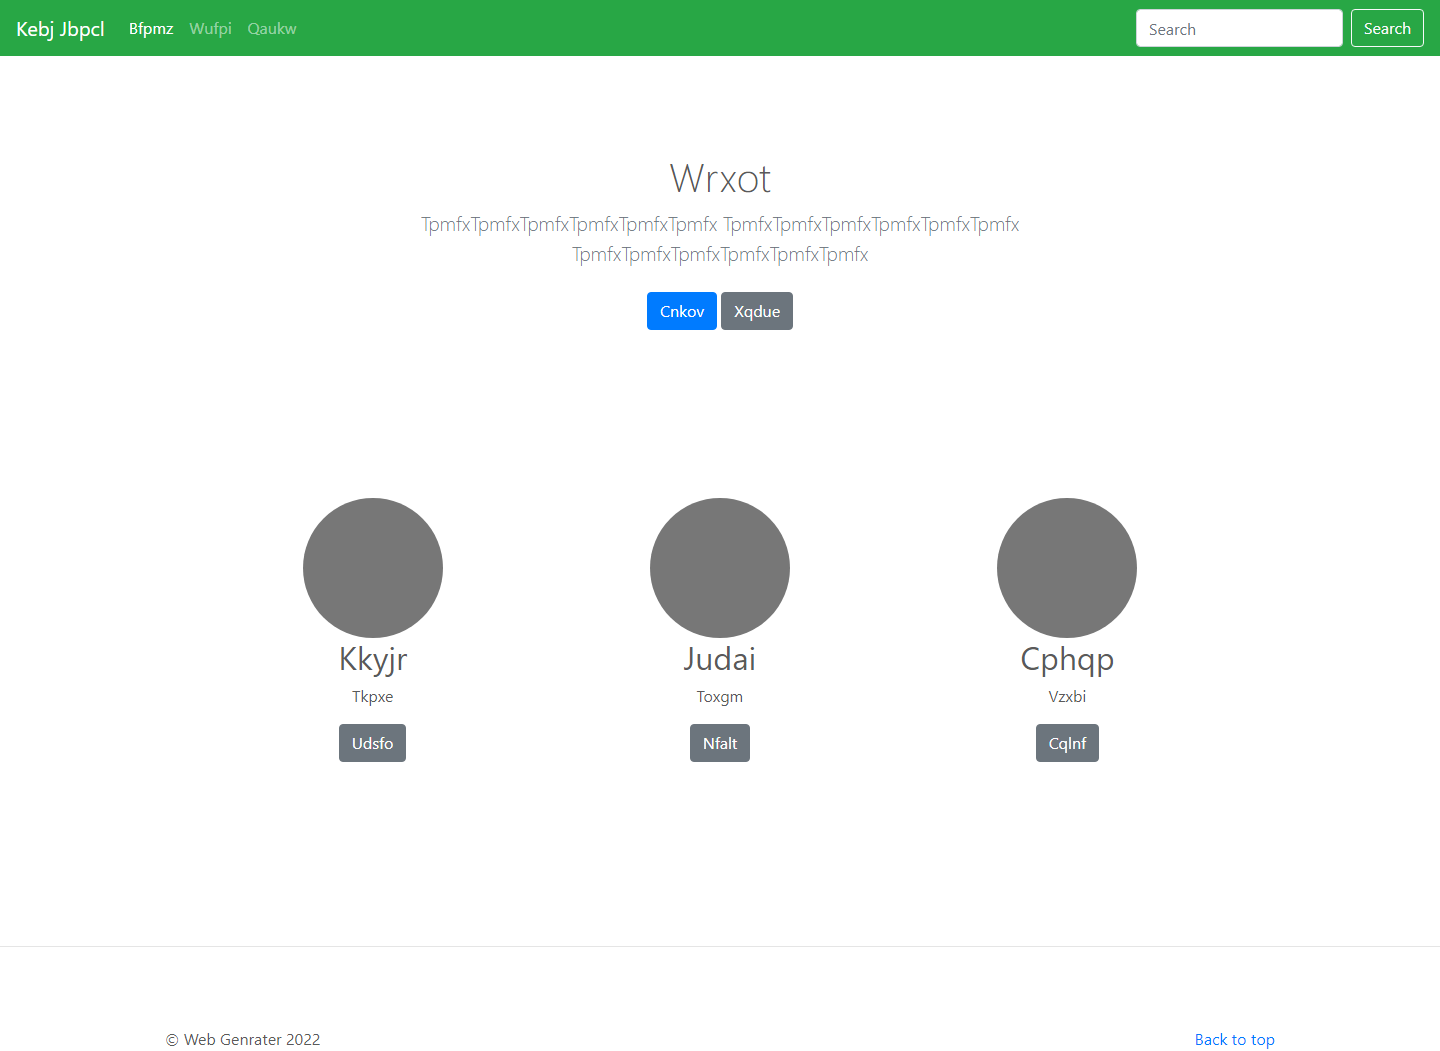 Kebj Jbpcl Bfpmz Wufpi Qaukw Search Search
Wrxot
TpmfxTpmfxTpmfxTpmfxTpmfxTpmfx TpmfxTpmfxTpmfxTpmfxTpmfxTpmfx
TpmfxTpmfxTpmfxTpmfxTpmfxTpmfx
Cnkov Xqdue
Kkyjr
Tkpxe
Udsfo
Judai
Toxgm
Nfalt
Cphqp
Vzxbi
Cqlnf
© Web Genrater 2022
Back to top